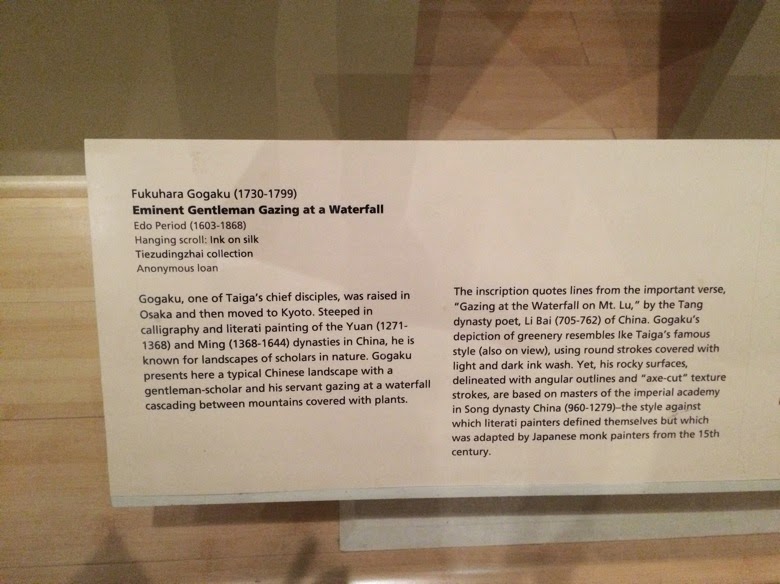 Fukuhara Gogaku (1730-1799)
Eminent Gentleman Gazing at a Waterfall
Edo Period (1603-1868)
Hanging scroll: Ink on silk
Tiezudingzhai collection
Anonymous loan
Gogaku, one of Taiga's chief disciples, was raised in
Osaka and then moved to Kyoto. Steeped in
calligraphy and literati painting of the Yuan (1271-
1368) and Ming (1368-1644) dynasties in China, he is
known for landscapes of scholars in nature. Gogaku
presents here a typical Chinese landscape with a
gentleman-scholar and his servant gazing at a waterfall
cascading between mountains covered with plants.
The inscription quotes lines from the important verse,
"Gazing at the Waterfall on Mt. Lu," by the Tang
dynasty poet, Li Bai (705-762) of China. Gogaku's
depiction of greenery resembles Ike Taiga's famous
style (also on view), using round strokes covered with
light and dark ink wash. Yet, his rocky surfaces,
delineated with angular outlines and "axe-cut" texture
strokes, are based on masters of the imperial academy
in Song dynasty China (960-1279)–the style against
which literati painters defined themselves but which
was adapted by Japanese monk painters from the 15th
century.